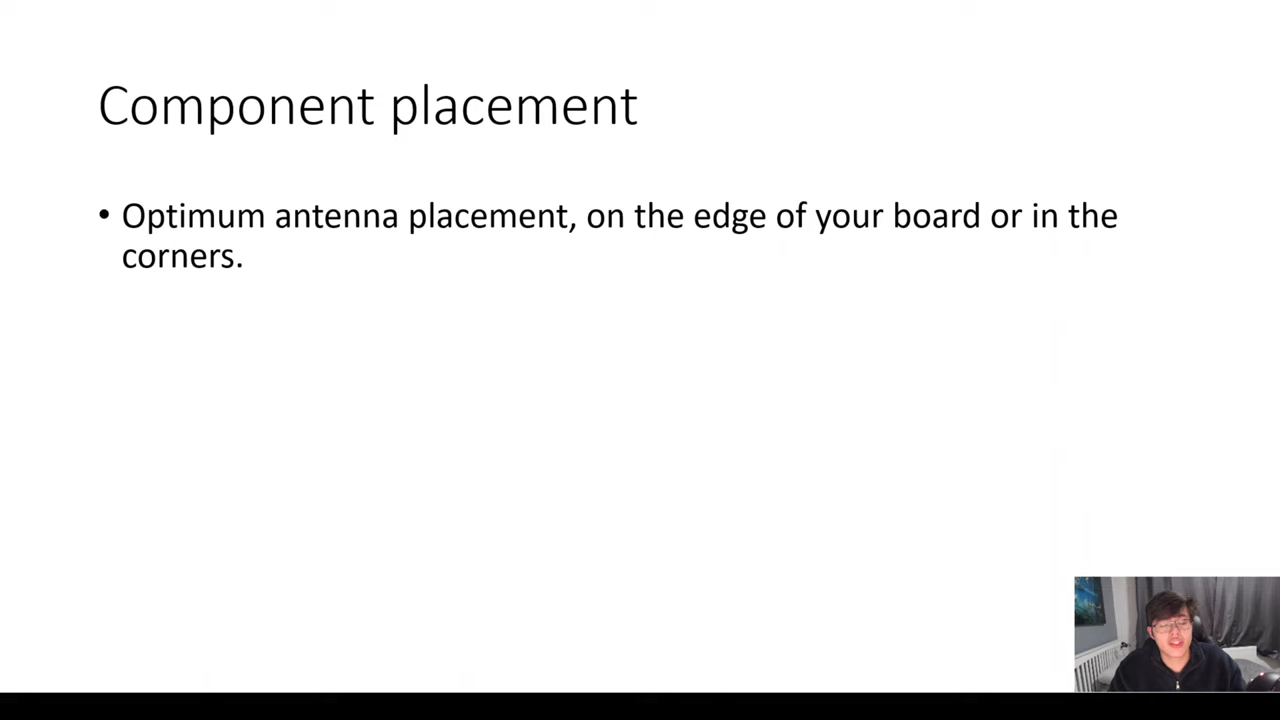 Component placement
• Optimum antenna placement, on the edge of your board or in the
corners.